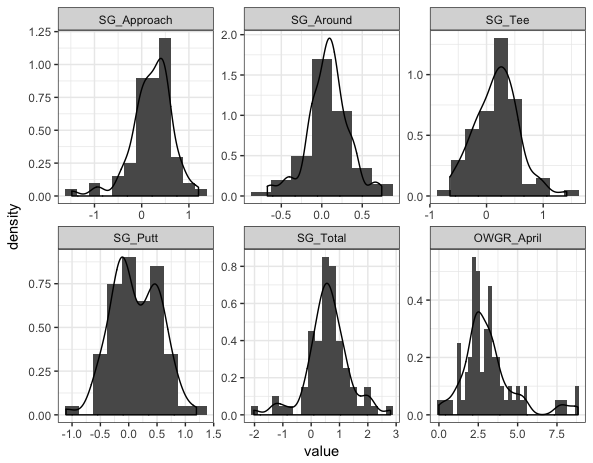 SG_Approach SG_Around SG_Tee
1.25
1.00
0.75
0.50
0.25
0.00
-1 0 1
2.0
1.5
1.0
0.5
0.0
-0.5 0.0 0.5
1.0
0.5
0.0
-1 0 1
density
SG_Putt SG_Total OWGR_April
0.75
0.50
0.25
0.00
-1.0 -0.5 0.0 0.5 1.0 1.5
0.8
0.6
0.4
0.2
0.0
-2 -1 0 1 2 3
0.4
0.2
0.0
0.0 2.5 5.0 7.5
value